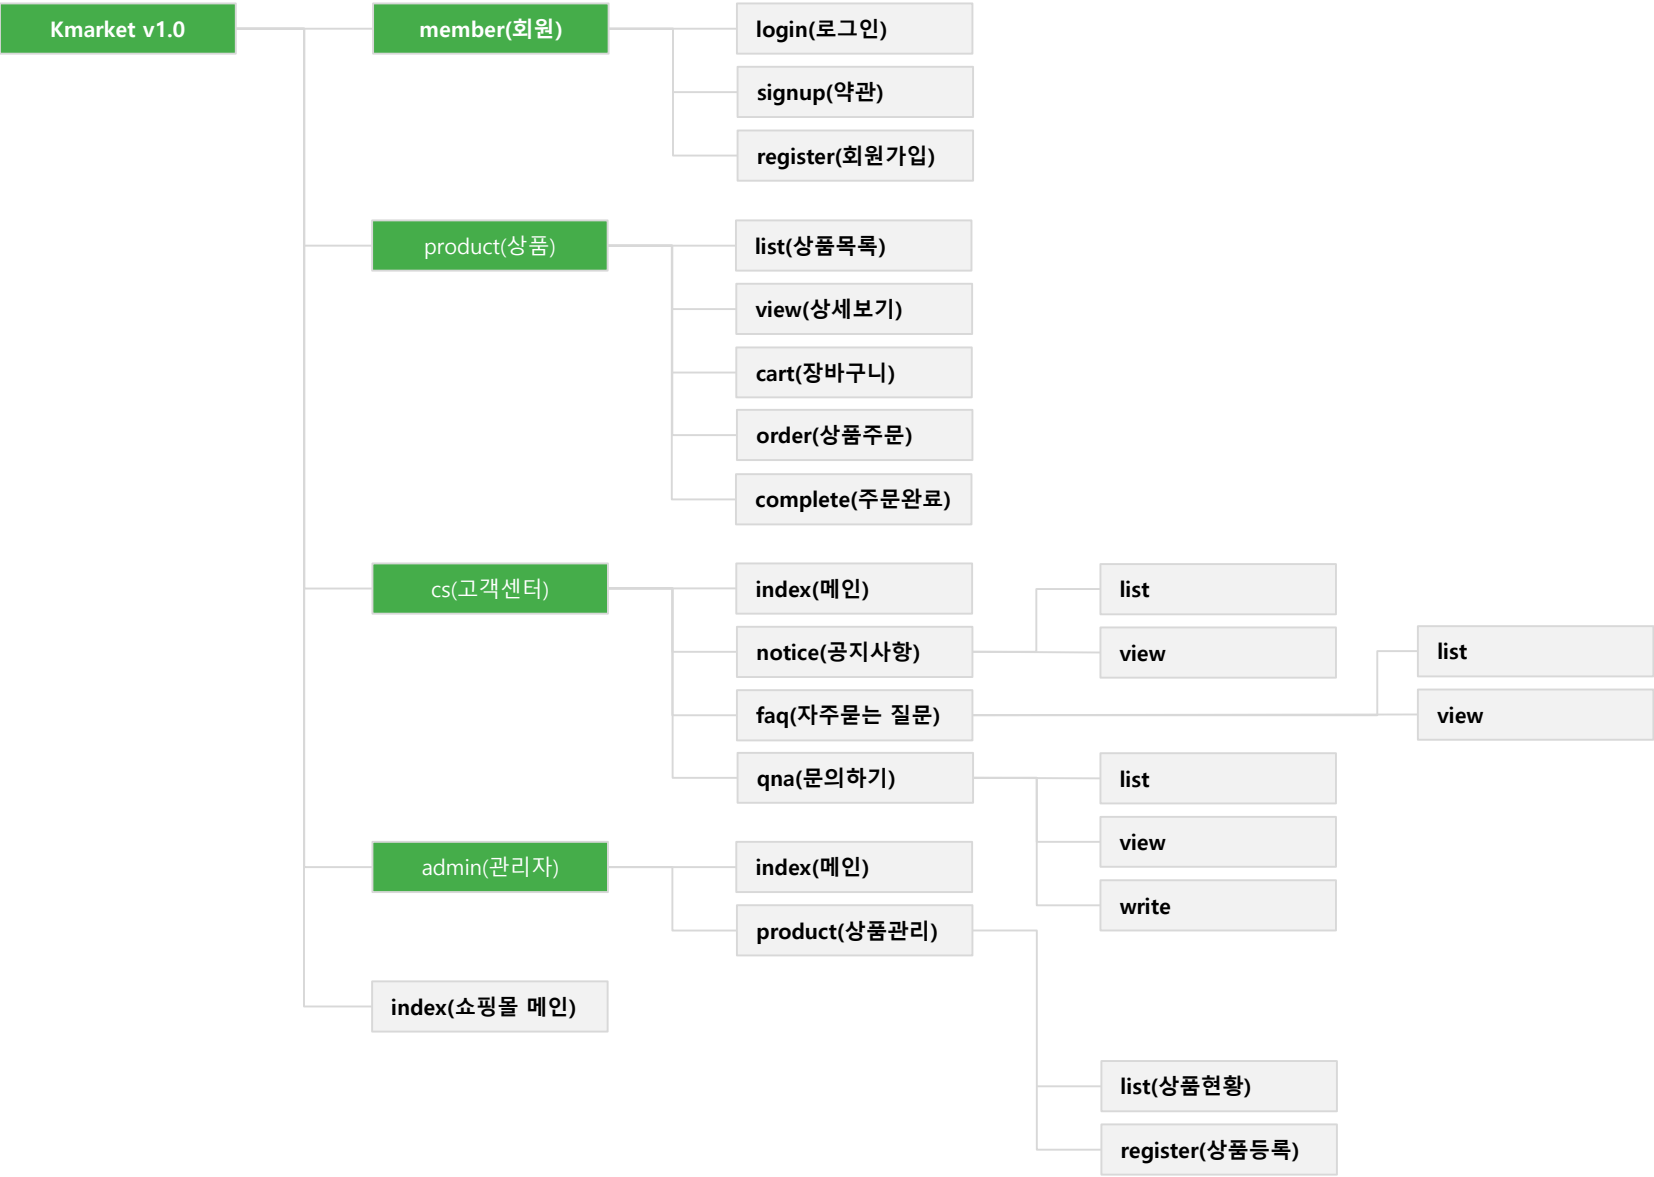 Kmarket v1.0
member(회원)
login(로그인)
signup(약관)
register(회원가입)
product(상품)
list(상품목록)
view(상세보기)
cart(장바구니)
order(상품주문)
complete(주문완료)
cs(고객센터)
index(메인)
notice(공지사항)
list
view
faq(자주묻는 질문)
list
view
qna(문의하기)
list
view
write
admin(관리자)
index(메인)
product(상품관리)
list(상품현황)
register(상품등록)
index(쇼핑몰 메인)